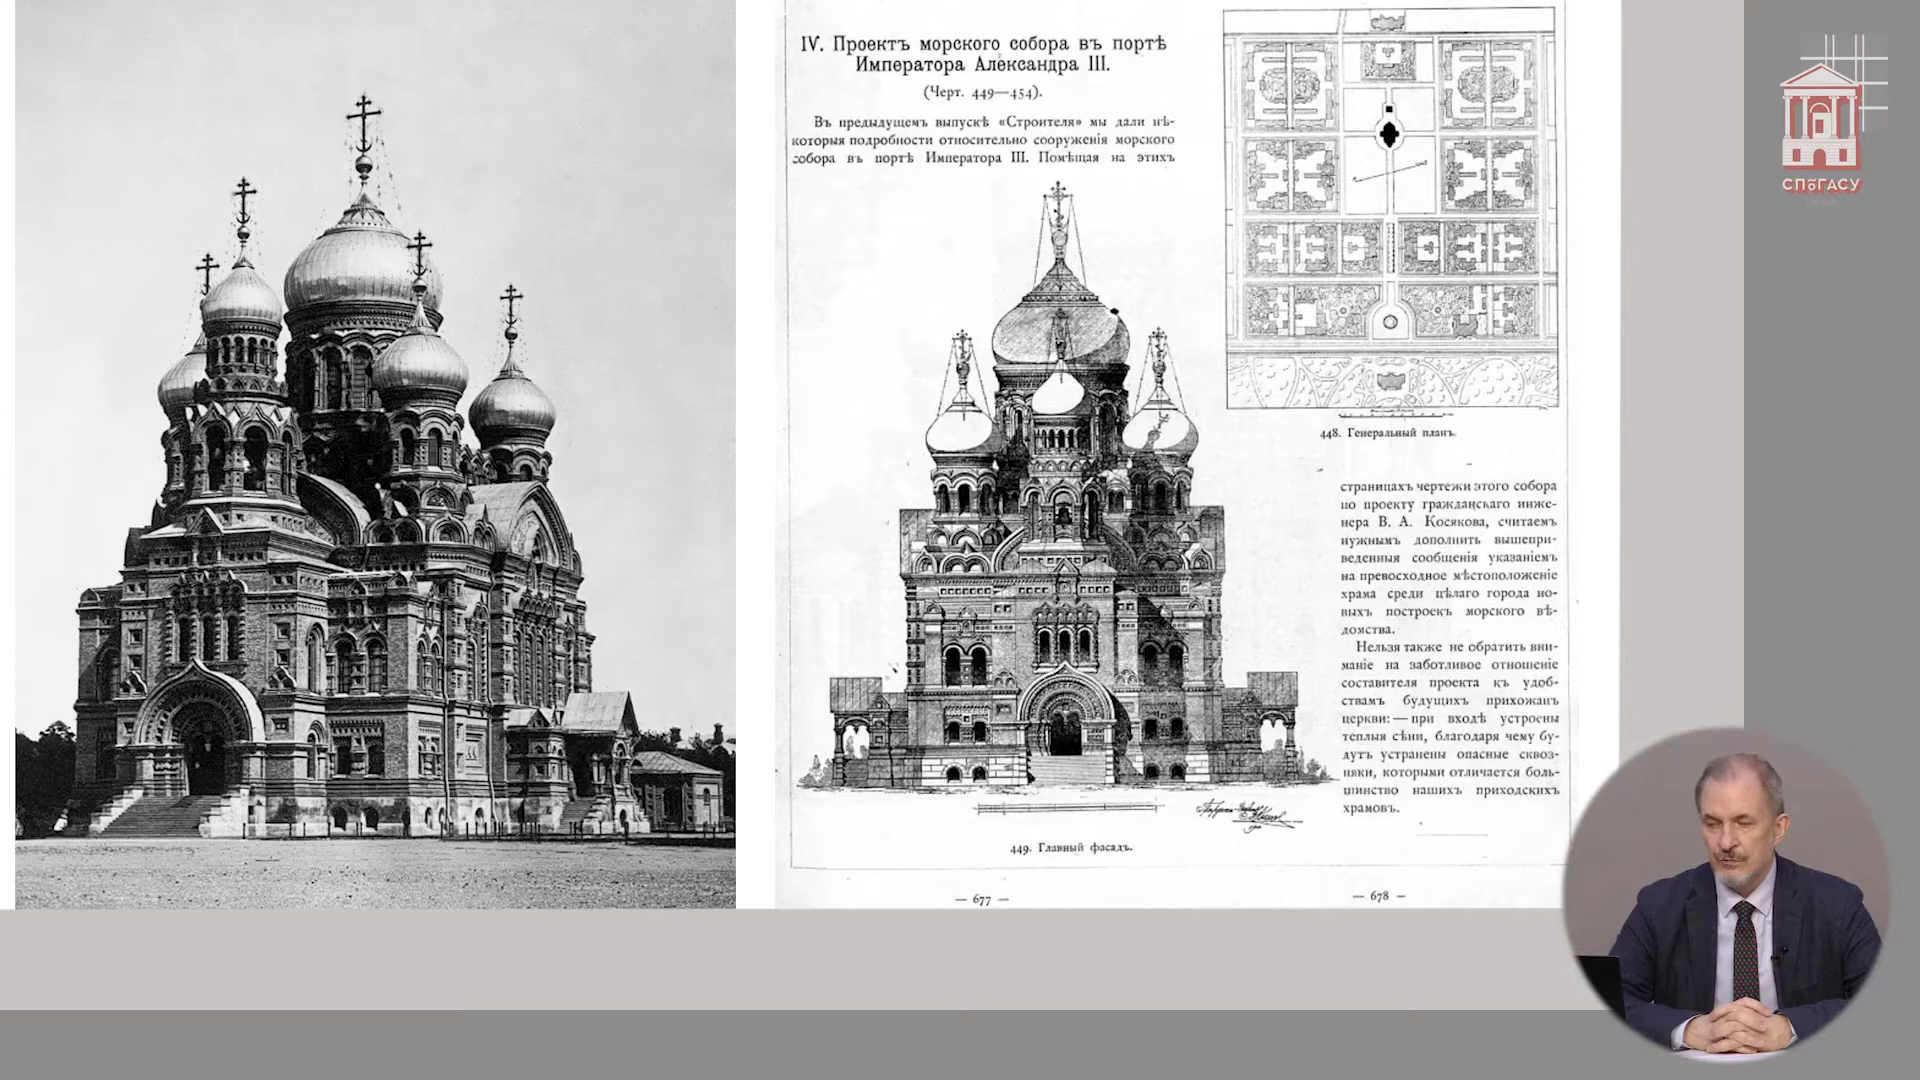 IV. Проектъ морского собора въ портѣ
Императора Александра III.
(Черт. 449—454).
Въ предыдущемъ выпускѣ «Строителя» мы дали нѣ-
которыя подробности относительно сооруженія морского
собора въ портѣ Императора III. Помѣщая на этихъ
449. Главный фасадъ.
— 677 —
448. Генеральный планъ.
страницахъ чертежи этого собора
по проекту гражданскаго инже-
нера В. А. Косякова, считаемъ
нужнымъ дополнить вышепри-
веденныя сообщенія указаніемъ
на превосходное мѣстоположеніе
храма среди цѣлаго города но-
выхъ построекъ морского вѣ-
домства.
Нельзя также не обратить вни-
маніе на заботливое отношеніе
составителя проекта къ удоб-
ствамъ будущихъ прихожанъ
церкви: — при входѣ устроены
теплыя сѣни, благодаря чему бу-
дутъ устранены опасные сквоз-
няки, которыми отличается боль-
шинство нашихъ приходскихъ
храмовъ.
— 678 —
СПбГАСУ